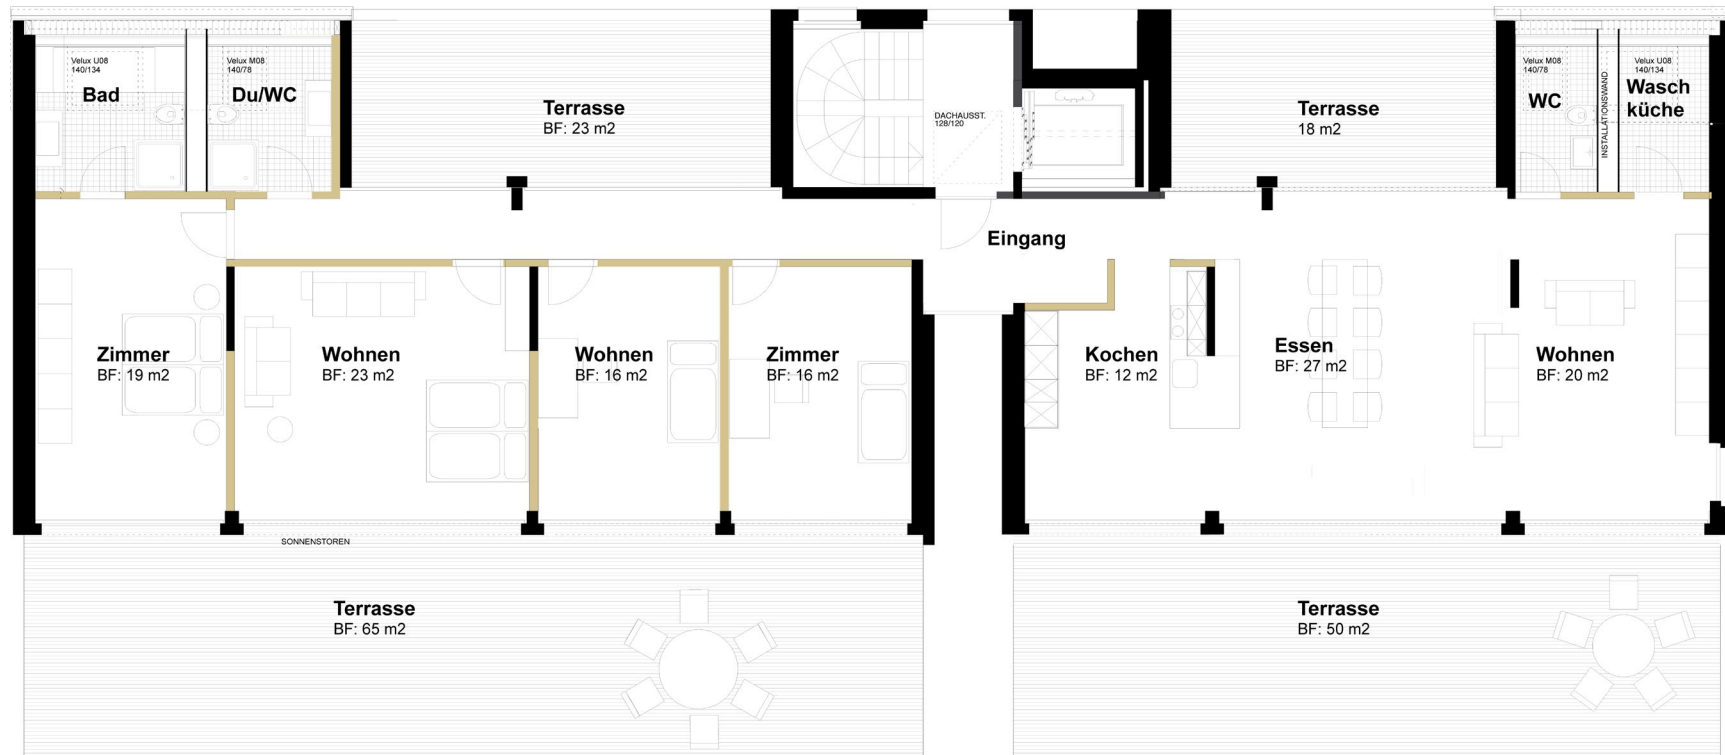 Velux U08
140/134
Bad
Velux M08
140/78
Du/WC
Terrasse
BF: 23 m2
DACHAUSST.
128/120
Terrasse
18 m2
Velux M08
140/78
WC
INSTALLATIONSWAND
Velux U08
140/134
Wasch
küche
Eingang
Zimmer
BF: 19 m2
Wohnen
BF: 23 m2
Wohnen
BF: 16 m2
Zimmer
BF: 16 m2
Kochen
BF: 12 m2
Essen
BF: 27 m2
Wohnen
BF: 20 m2
SONNENSTOREN
Terrasse
BF: 65 m2
Terrasse
BF: 50 m2